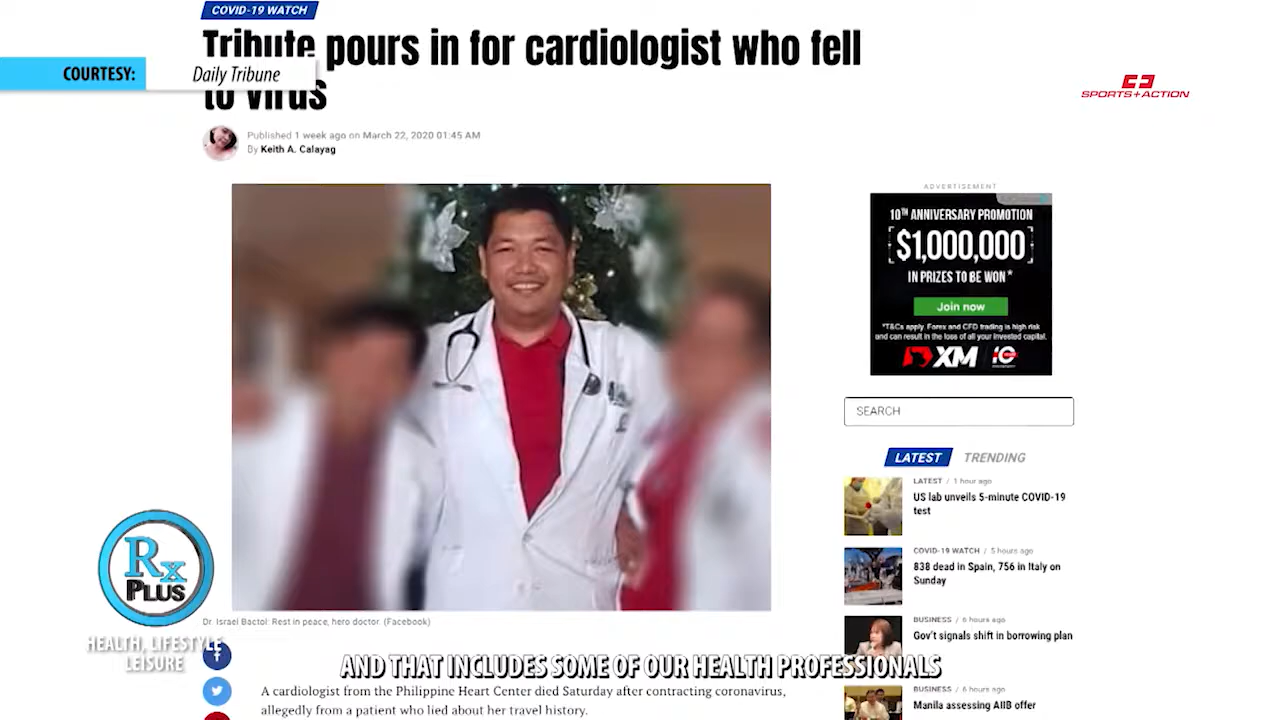 COVID-19 WATCH
Tribute pours in for cardiologist who fell
to virus
COURTESY:
Daily Tribune
SPORTS+ACTION
Published 1 week ago on March 22, 2020 01:45 AM
By Keith A. Calayag
ADVERTISEMENT
10TH ANNIVERSARY PROMOTION
$1,000,000
IN PRIZES TO BE WON*
Join now
*T&Cs apply. Forex and CFD trading is high risk
and can result in the loss of all your invested capital.
XM
10
SEARCH
LATEST
TRENDING
LATEST / 1 hour ago
US lab unveils 5-minute COVID-19
test
COVID-19 WATCH / 5 hours ago
838 dead in Spain, 756 in Italy on
Sunday
BUSINESS / 6 hours ago
Gov't signals shift in borrowing plan
BUSINESS / 6 hours ago
Manila assessing AIIB offer
Rx
PLUS
HEALTH, LIFESTYLE
LEISURE
Dr. Israel Bactol: Rest in peace, hero doctor. (Facebook)
AND THAT INCLUDES SOME OF OUR HEALTH PROFESSIONALS
A cardiologist from the Philippine Heart Center died Saturday after contracting coronavirus,
allegedly from a patient who lied about her travel history.